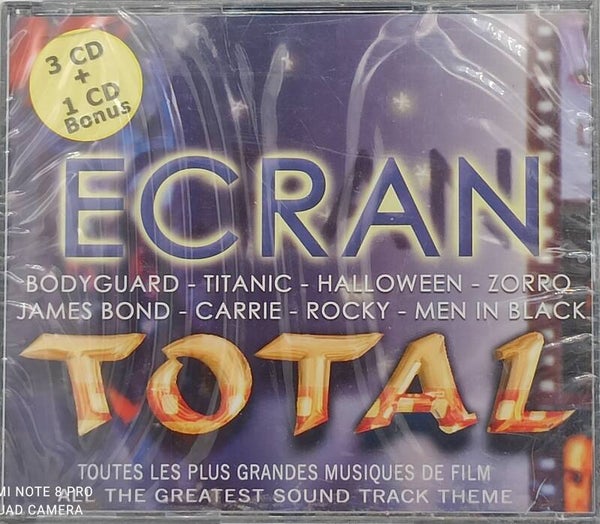 3 CD
+
1 CD
Bonus
ECRAN
BODYGUARD - TITANIC - HALLOWEEN - ZORRO
JAMES BOND - CARRIE - ROCKY - MEN IN BLACK
TOTAL
TOUTES LES PLUS GRANDES MUSIQUES DE FILM
ALL THE GREATEST SOUND TRACK THEME
MI NOTE 8 PRO
UAD CAMERA